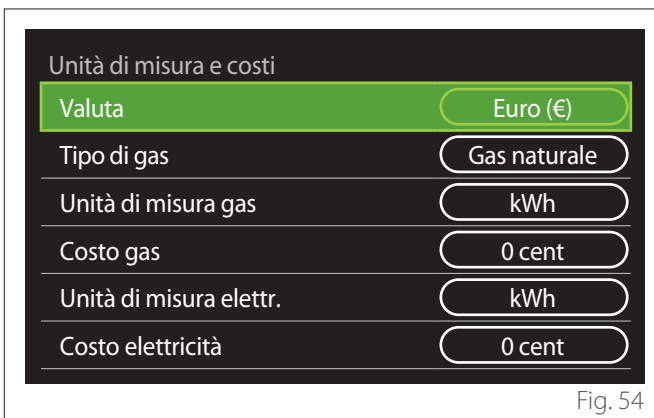 Unità di misura e costi
Valuta Euro (€)
Tipo di gas Gas naturale
Unità di misura gas kWh
Costo gas 0 cent
Unità di misura elettr. kWh
Costo elettricità 0 cent
Fig. 54